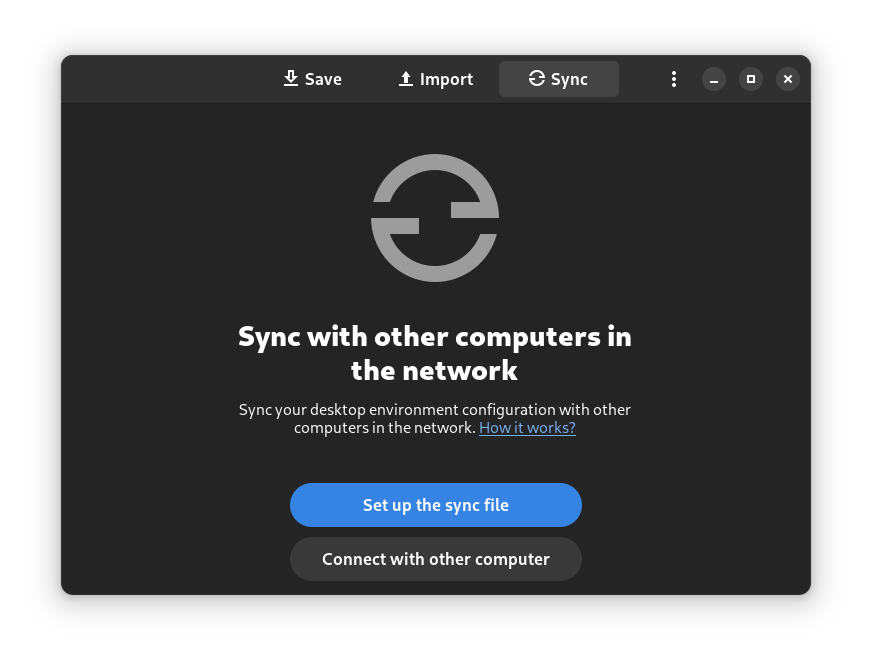 Save
Import
Sync
Sync with other computers in
the network
Sync your desktop environment configuration with other
computers in the network. How it works?
Set up the sync file
Connect with other computer